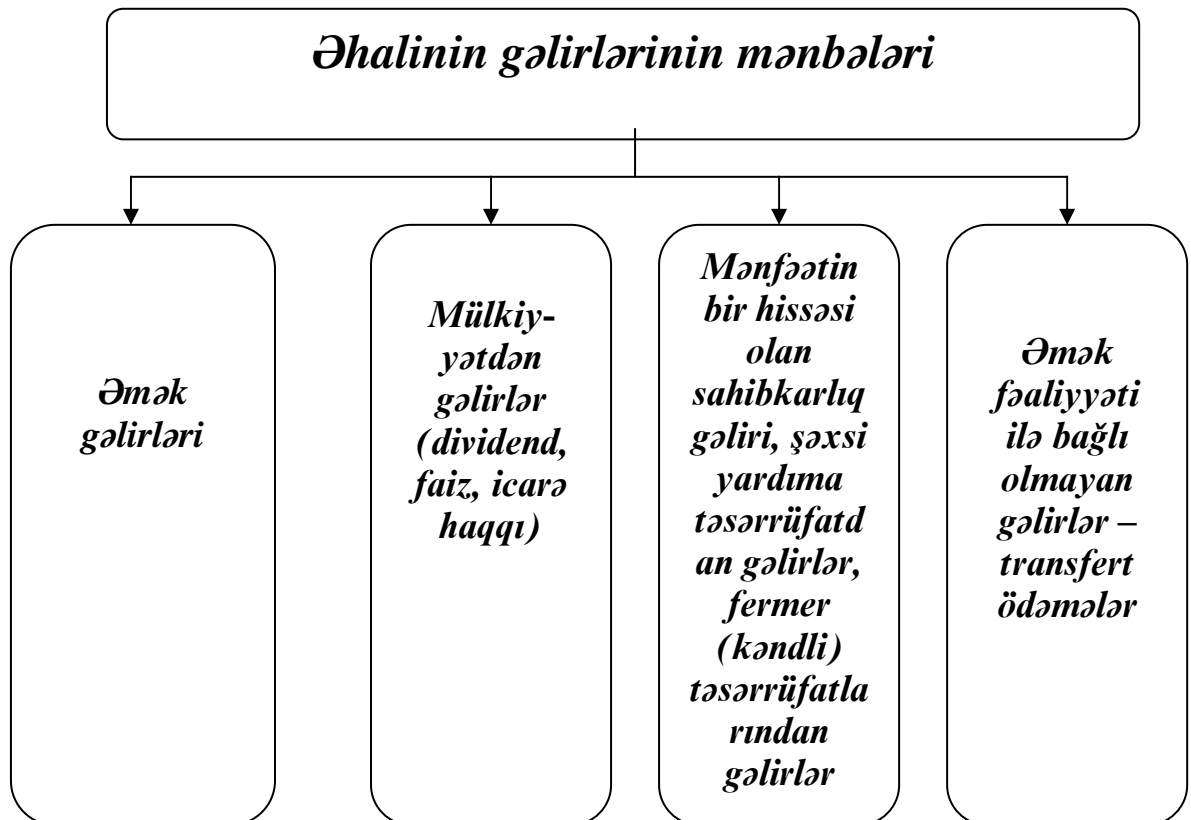 Əhalinin gəlirlərinin mənbələri
Əmək
gəlirləri
Mülkiy-
yətdən
gəlirlər
(dividend,
faiz, icarə
haqqı)
Mənfəətin
bir hissəsi
olan
sahibkarlıq
gəliri, şəxsi
yardıma
təsərrüfatd
an gəlirlər,
fermer
(kəndli)
təsərrüfatla
rından
gəlirlər
Əmək
fəaliyyəti
ilə bağlı
olmayan
gəlirlər –
transfert
ödəmələr